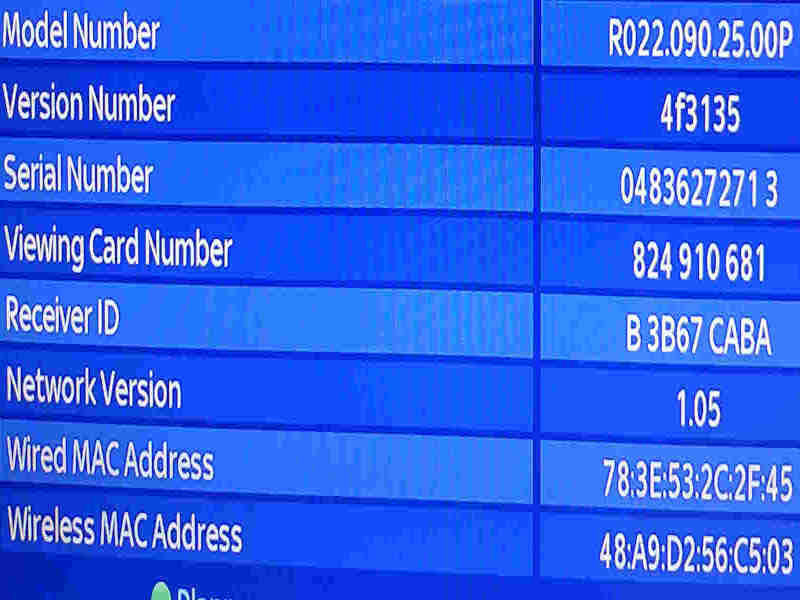 Model Number R022.090.25.00P
Version Number 4f3135
Serial Number 04836272713
Viewing Card Number 824 910 681
Receiver ID B 3B67 CABA
Network Version 1.05
Wired MAC Address 78:3E:53:2C:2F:45
Wireless MAC Address 48:A9:D2:56:C5:03